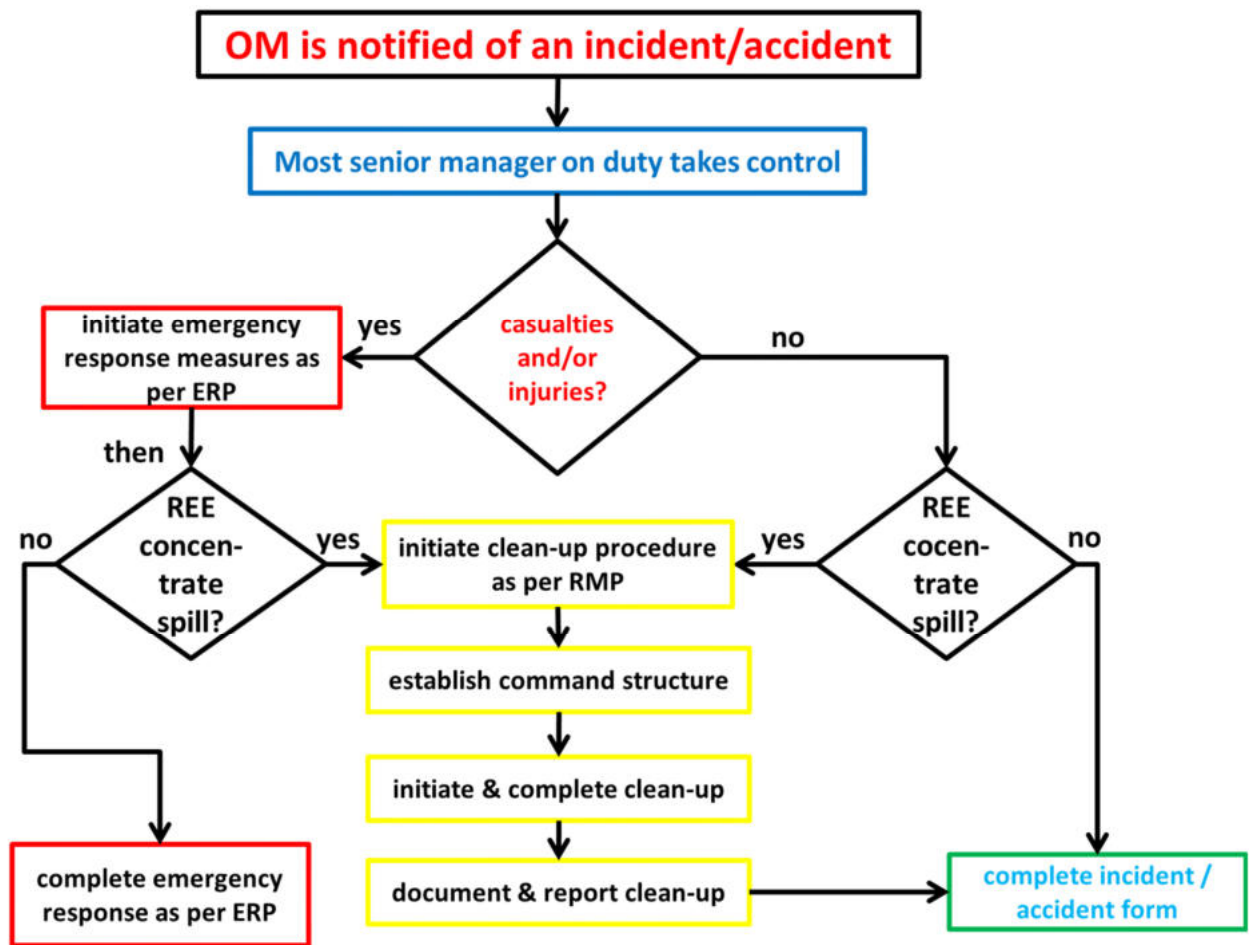 OM is notified of an incident/accident
Most senior manager on duty takes control
casualties
and/or
injuries?
yes
no
initiate emergency
response measures as
per ERP
then
REE
concen-
trate
spill?
no
yes
initiate clean-up procedure
as per RMP
yes
REE
cocen-
trate
spill?
no
establish command structure
initiate & complete clean-up
document & report clean-up
complete emergency
response as per ERP
complete incident /
accident form